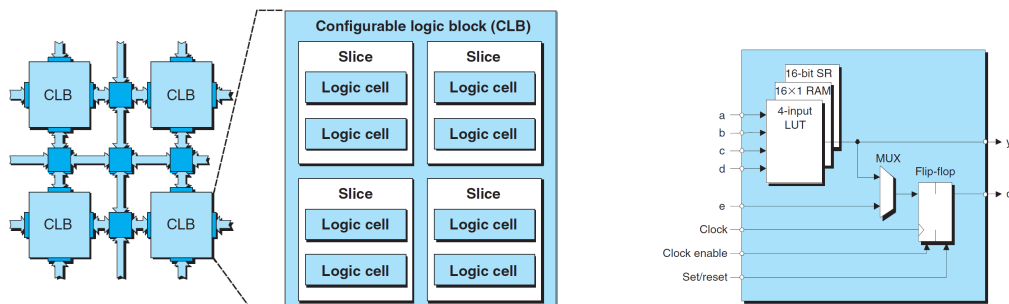 CLB
CLB
CLB
CLB
Configurable logic block (CLB)
Slice
Logic cell
Logic cell
Slice
Logic cell
Logic cell
Slice
Logic cell
Logic cell
Slice
Logic cell
Logic cell
16-bit SR
16×1 RAM
4-input
LUT
a
b
c
d
e
Clock
Clock enable
Set/reset
MUX
Flip-flop
y